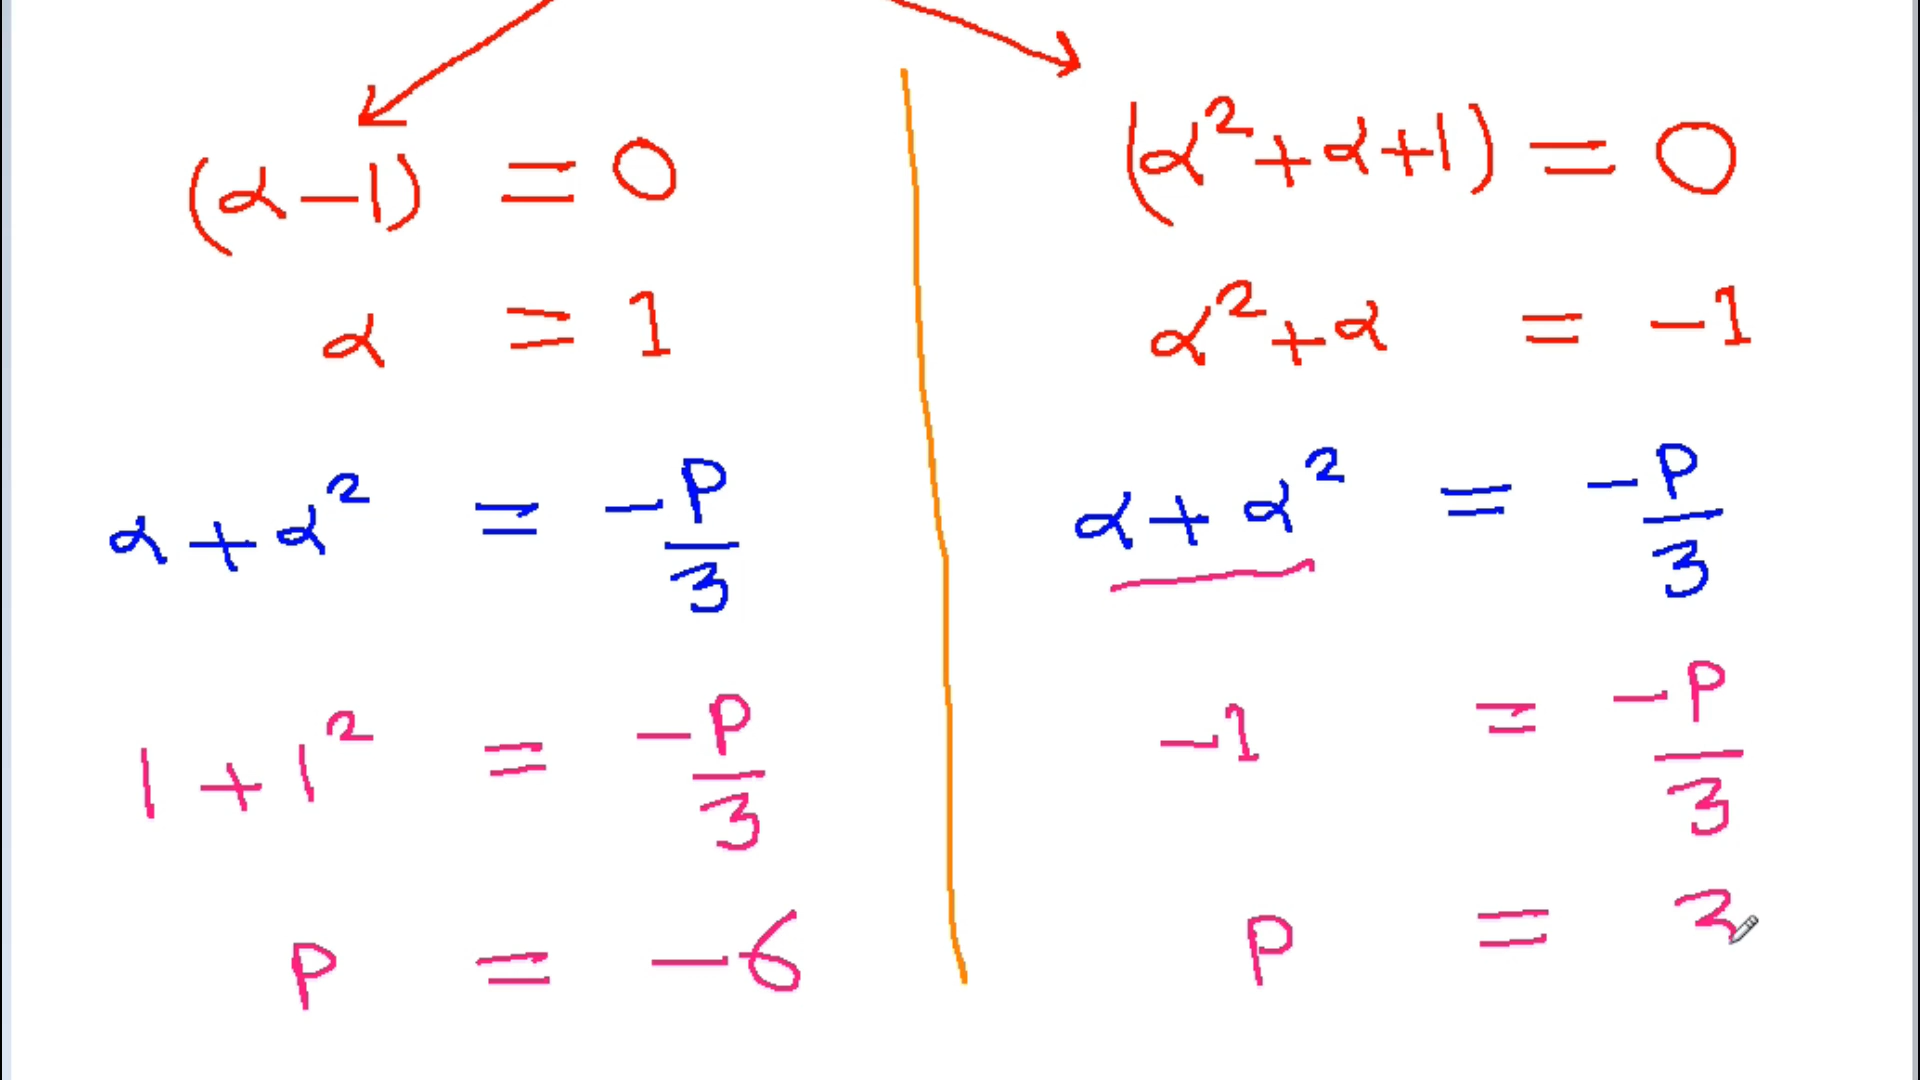 (α-1) = 0
α = 1
α + α² = -P/3
1 + 1² = -P/3
P = -6
(α² + α + 1) = 0
α² + α = -1
α + α² = -P/3
-1 = -P/3
P = 3